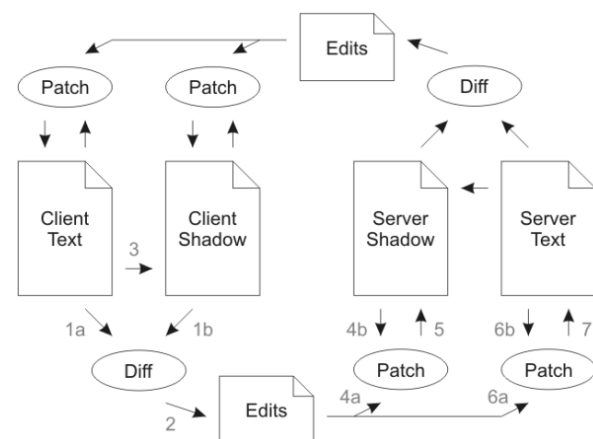 Edits
Patch
Patch
Diff
Client
Text
Client
Shadow
Server
Shadow
Server
Text
3
1a
1b
4b
5
6b
7
Diff
Patch
Patch
2
Edits
4a
6a